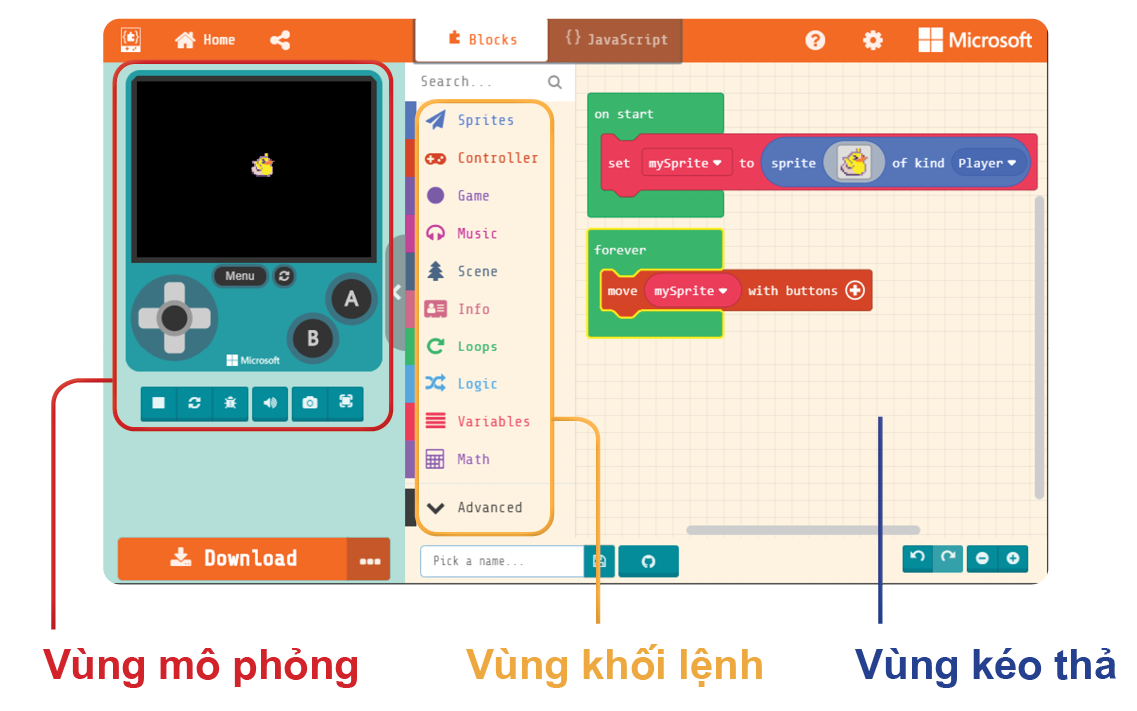 Home
Blocks
{} JavaScript
Microsoft
Search...
Sprites
Controller
Game
Music
Scene
Info
Loops
Logic
Variables
Math
Advanced
on start
set mySprite to sprite of kind Player
forever
move mySprite with buttons
Menu
A
B
Microsoft
Download
Pick a name...
Vùng mô phỏng
Vùng khối lệnh
Vùng kéo thả